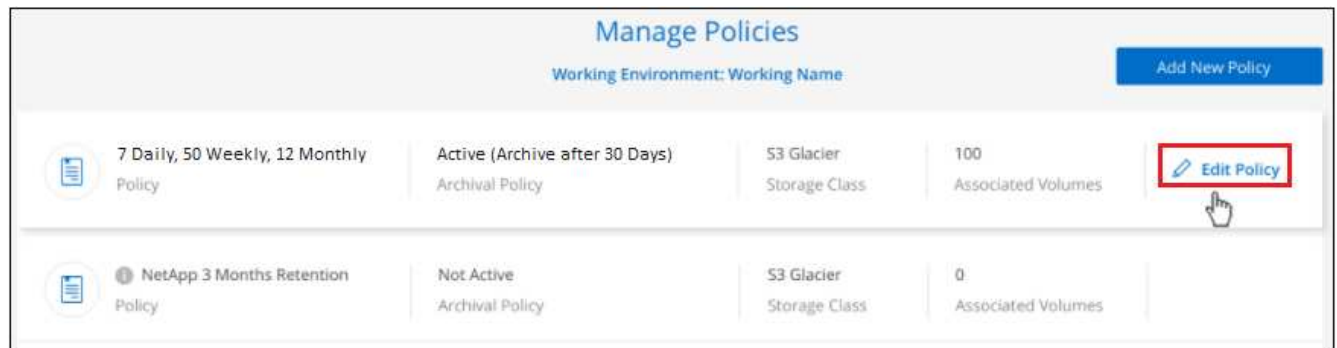 Manage Policies
Working Environment: Working Name
Add New Policy
7 Daily, 50 Weekly, 12 Monthly
Policy
Active (Archive after 30 Days)
Archival Policy
S3 Glacier
Storage Class
100
Associated Volumes
Edit Policy
NetApp 3 Months Retention
Policy
Not Active
Archival Policy
S3 Glacier
Storage Class
0
Associated Volumes